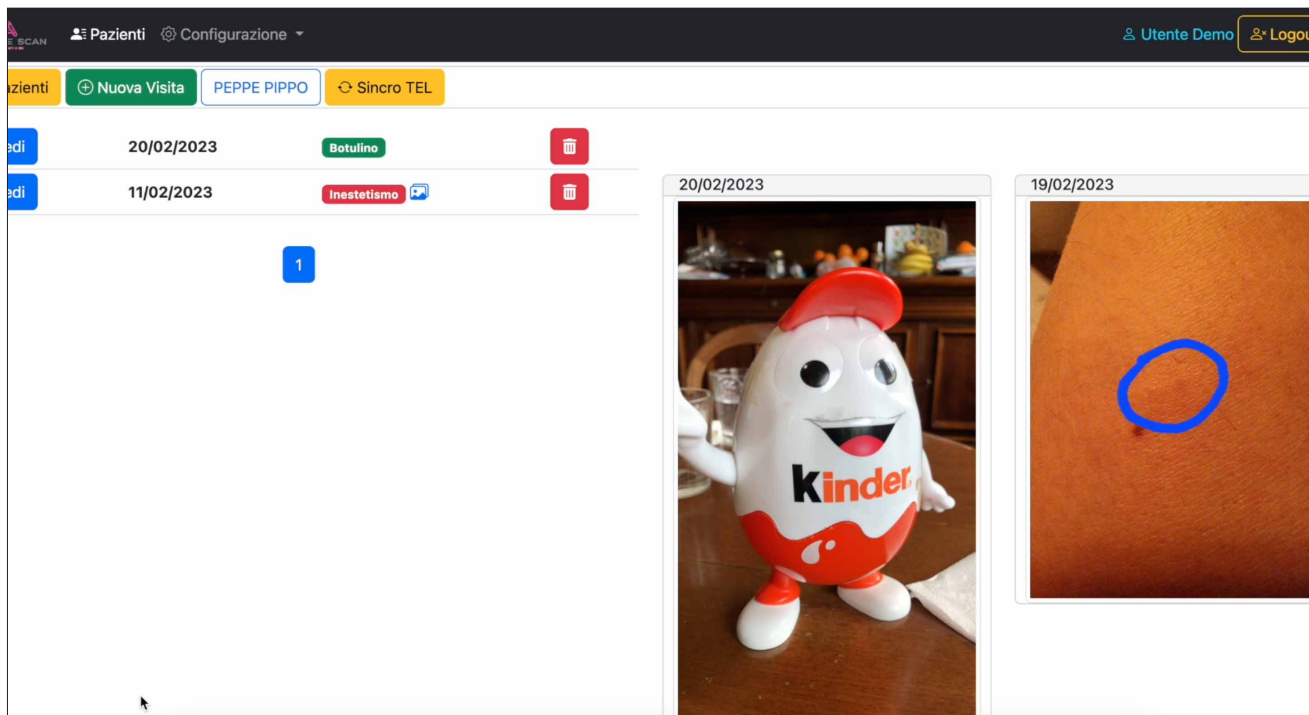 SCAN
Pazienti Configurazione
Utente Demo Logou
azienti Nuova Visita PEPPE PIPPO Sincro TEL
edi 20/02/2023 Botulino
edi 11/02/2023 Inestetismo
1
20/02/2023
19/02/2023
kinder